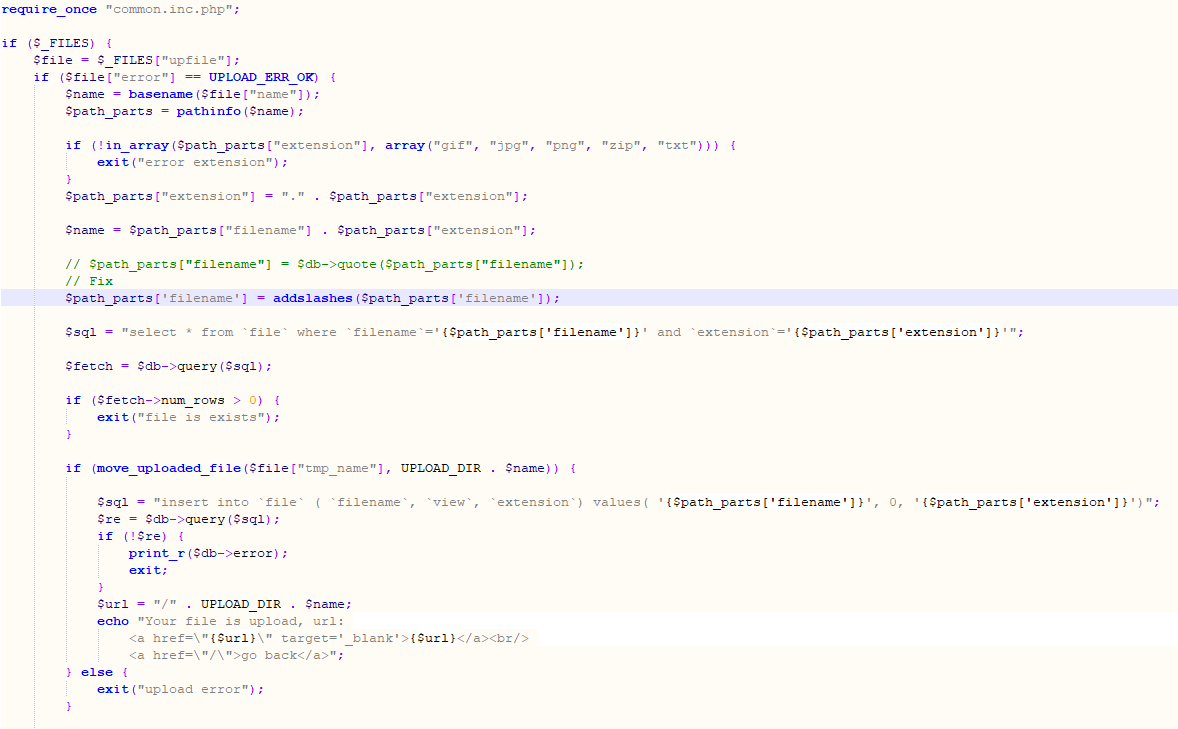 require_once "common.inc.php";
if ($_FILES) {
$file = $_FILES["upfile"];
if ($file["error"] == UPLOAD_ERR_OK) {
$name = basename($file["name"]);
$path_parts = pathinfo($name);
if (!in_array($path_parts["extension"], array("gif", "jpg", "png", "zip", "txt"))) {
exit("error extension");
}
$path_parts["extension"] = "." . $path_parts["extension"];
$name = $path_parts["filename"] . $path_parts["extension"];
// $path_parts["filename"] = $db->quote($path_parts["filename"]);
// Fix
$path_parts['filename'] = addslashes($path_parts['filename']);
$sql = "select * from `file` where `filename`='{$path_parts['filename']}' and `extension`='{$path_parts['extension']}'";
$fetch = $db->query($sql);
if ($fetch->num_rows > 0) {
exit("file is exists");
}
if (move_uploaded_file($file["tmp_name"], UPLOAD_DIR . $name)) {
$sql = "insert into `file` ( `filename`, `view`, `extension`) values( '{$path_parts['filename']}', 0, '{$path_parts['extension']}')";
$re = $db->query($sql);
if (!$re) {
print_r($db->error);
exit;
}
$url = "/" . UPLOAD_DIR . $name;
echo "Your file is upload, url:
<a href=\"{$url}\" target='_blank'>{$url}</a><br/>
<a href=\"/\">go back</a>";
} else {
exit("upload error");
}